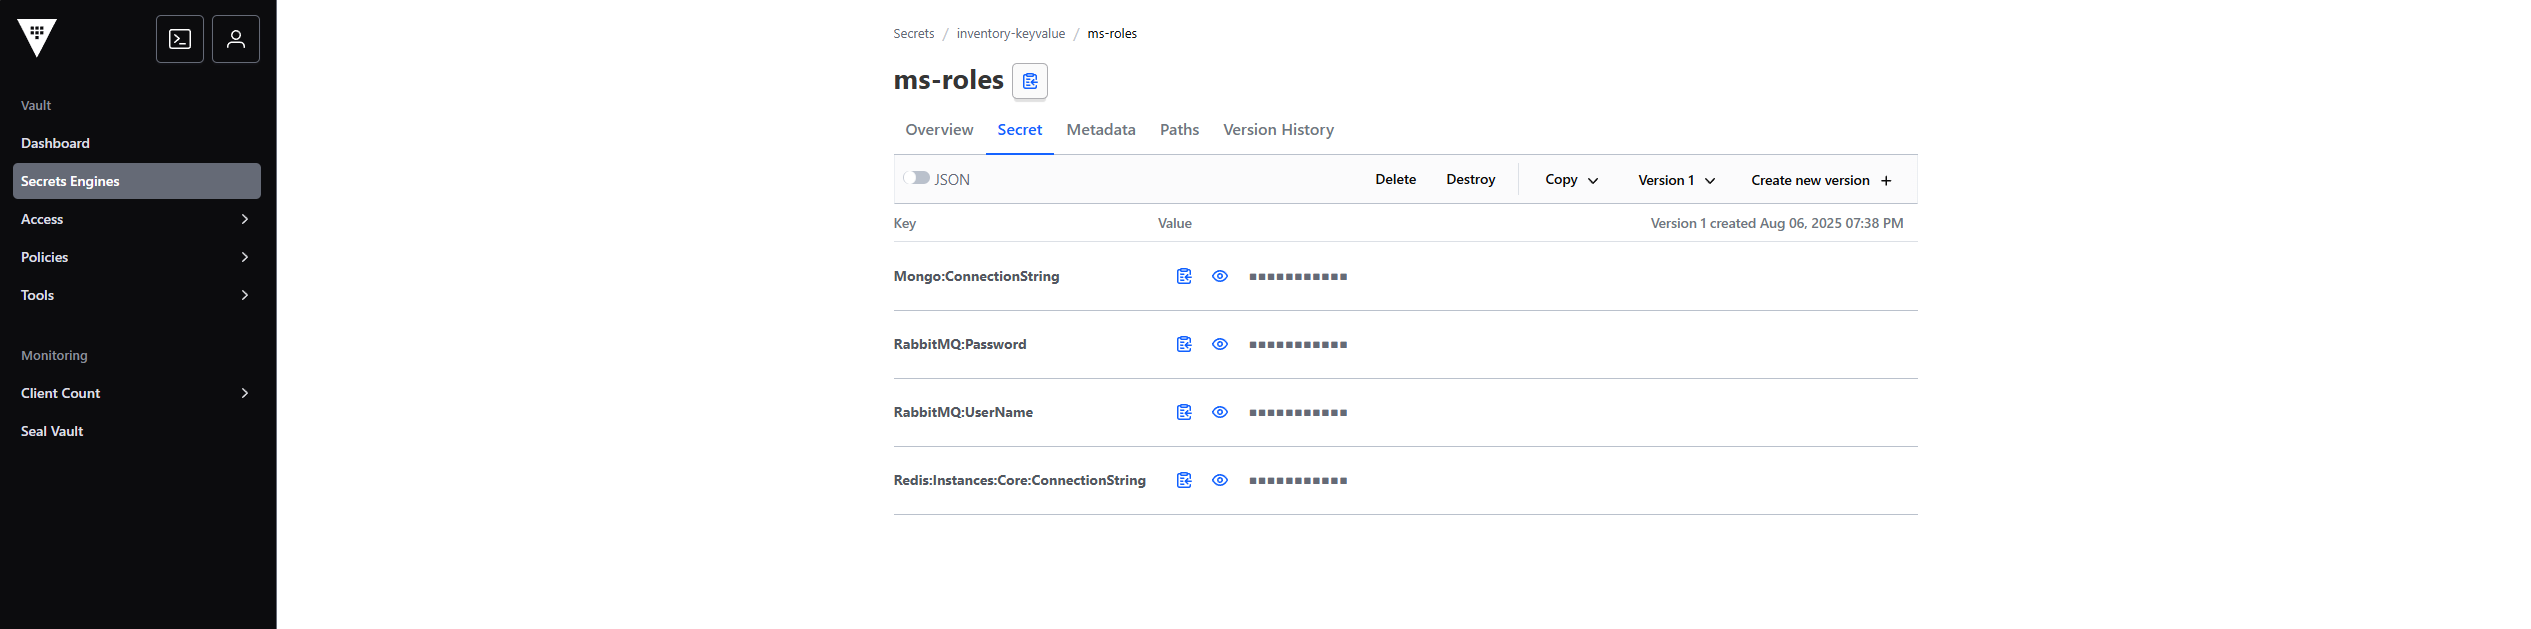 Vault
Dashboard
Secrets Engines
Access
Policies
Tools
Monitoring
Client Count
Seal Vault
Secrets / inventory-keyvalue / ms-roles
ms-roles
Overview Secret Metadata Paths Version History
JSON Delete Destroy Copy Version 1 Create new version +
Key Value Version 1 created Aug 06, 2025 07:38 PM
Mongo:ConnectionString
RabbitMQ:Password
RabbitMQ:UserName
Redis:Instances:Core:ConnectionString